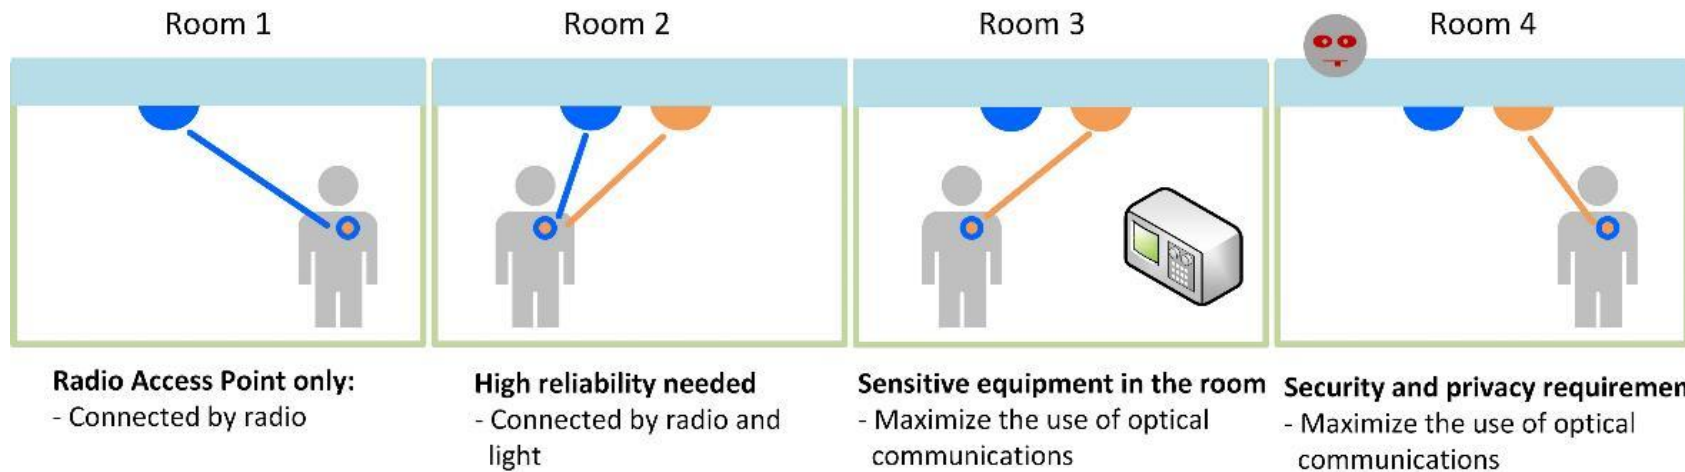 Room 1
Room 2
Room 3
Room 4
Radio Access Point only:
- Connected by radio
High reliability needed
- Connected by radio and
light
Sensitive equipment in the room
- Maximize the use of optical
communications
Security and privacy requiremen
- Maximize the use of optical
communications